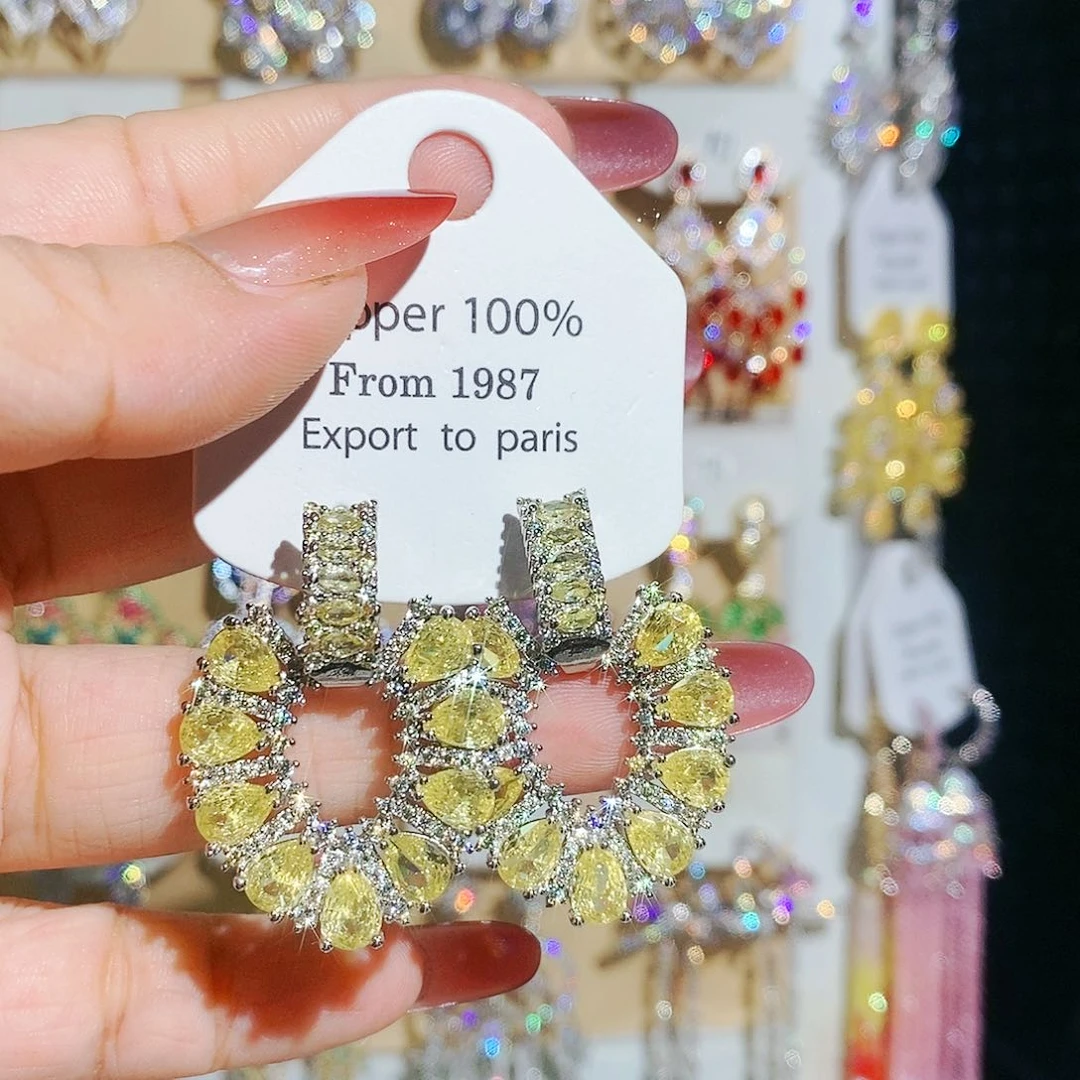 pper 100%
From 1987
Export to paris